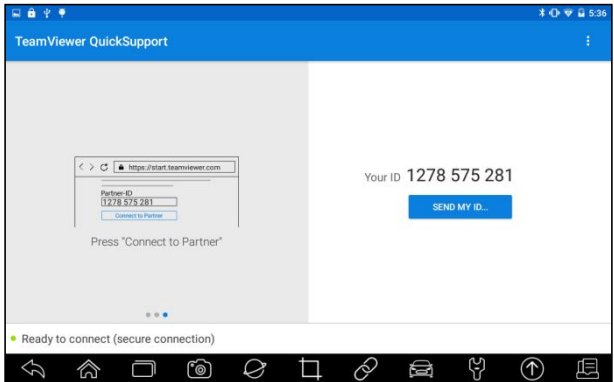 5:36
TeamViewer QuickSupport
https://start.teamviewer.com
Partner-ID
1278 575 281
Connect to Partner
Press "Connect to Partner"
Your ID 1278 575 281
SEND MY ID...
Ready to connect (secure connection)